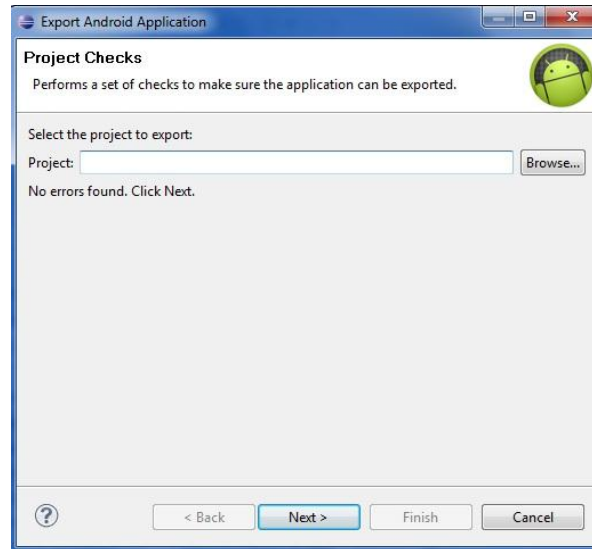 Export Android Application
Project Checks
Performs a set of checks to make sure the application can be exported.
Select the project to export:
Project:
Browse...
No errors found. Click Next.
?
< Back
Next >
Finish
Cancel